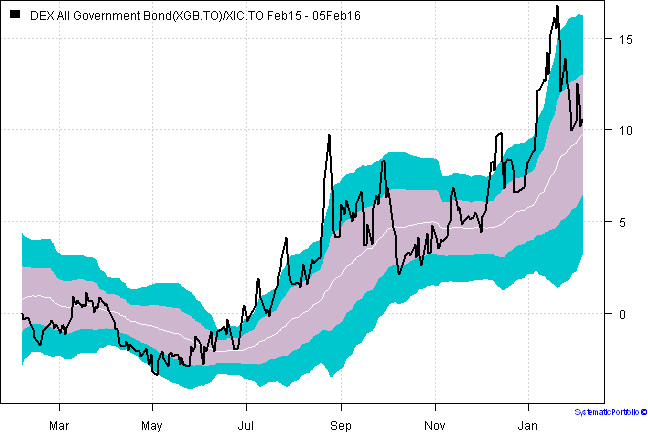 DEX All Government Bond(XGB.TO)/XIC.TO Feb15 - 05Feb16
15
10
5
0
Mar May Jul Sep Nov Jan
SystematicPortfolio ©